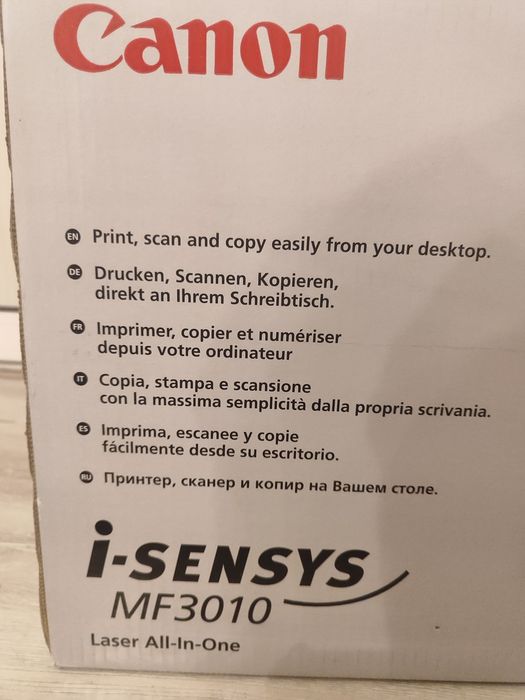 Canon
EN Print, scan and copy easily from your desktop.
DE Drucken, Scannen, Kopieren,
direkt an Ihrem Schreibtisch.
FR Imprimer, copier et numériser
depuis votre ordinateur
IT Copia, stampa e scansione
con la massima semplicità dalla propria scrivania.
ES Imprima, escanee y copie
fácilmente desde su escritorio.
RU Принтер, сканер и копир на Вашем столе.
i-SENSYS
MF3010
Laser All-In-One